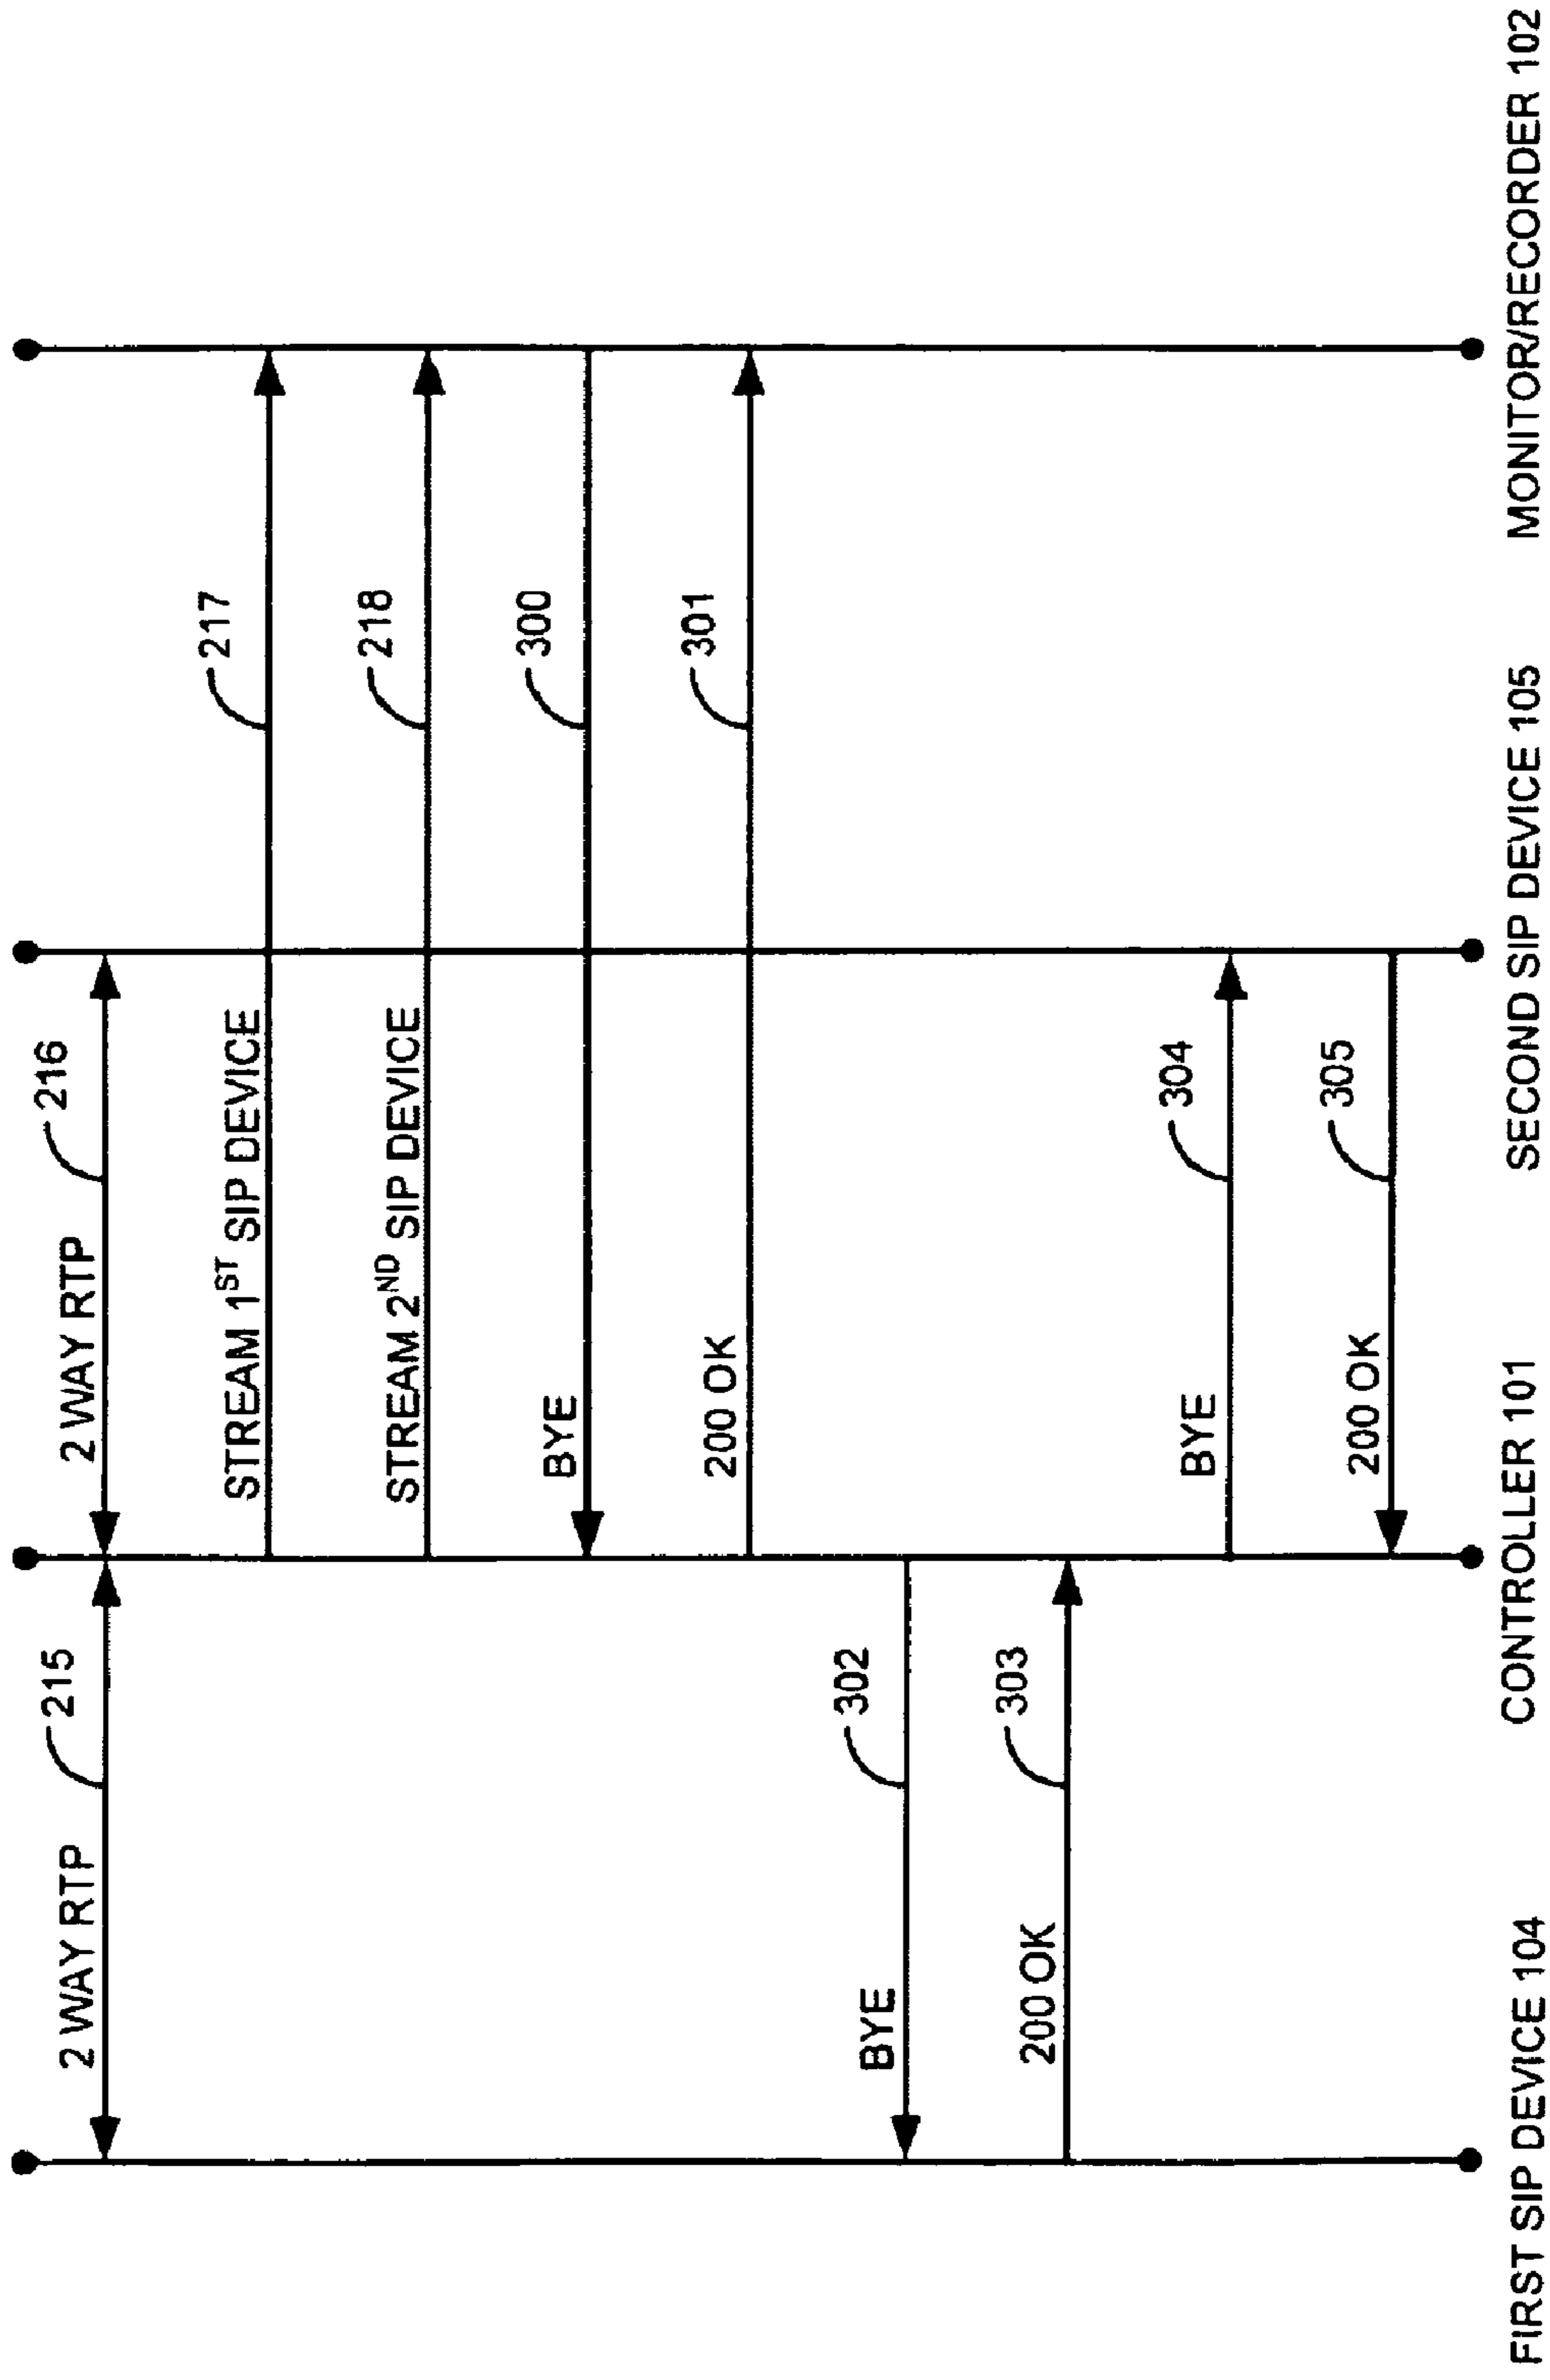 2 WAY RTP
215
2 WAY RTP
216
STREAM 1ST SIP DEVICE
217
STREAM 2ND SIP DEVICE
218
BYE
300
200 OK
301
BYE
302
200 OK
303
BYE
304
200 OK
305
FIRST SIP DEVICE 104
CONTROLLER 101
SECOND SIP DEVICE 105
MONITOR/RECORDER 102